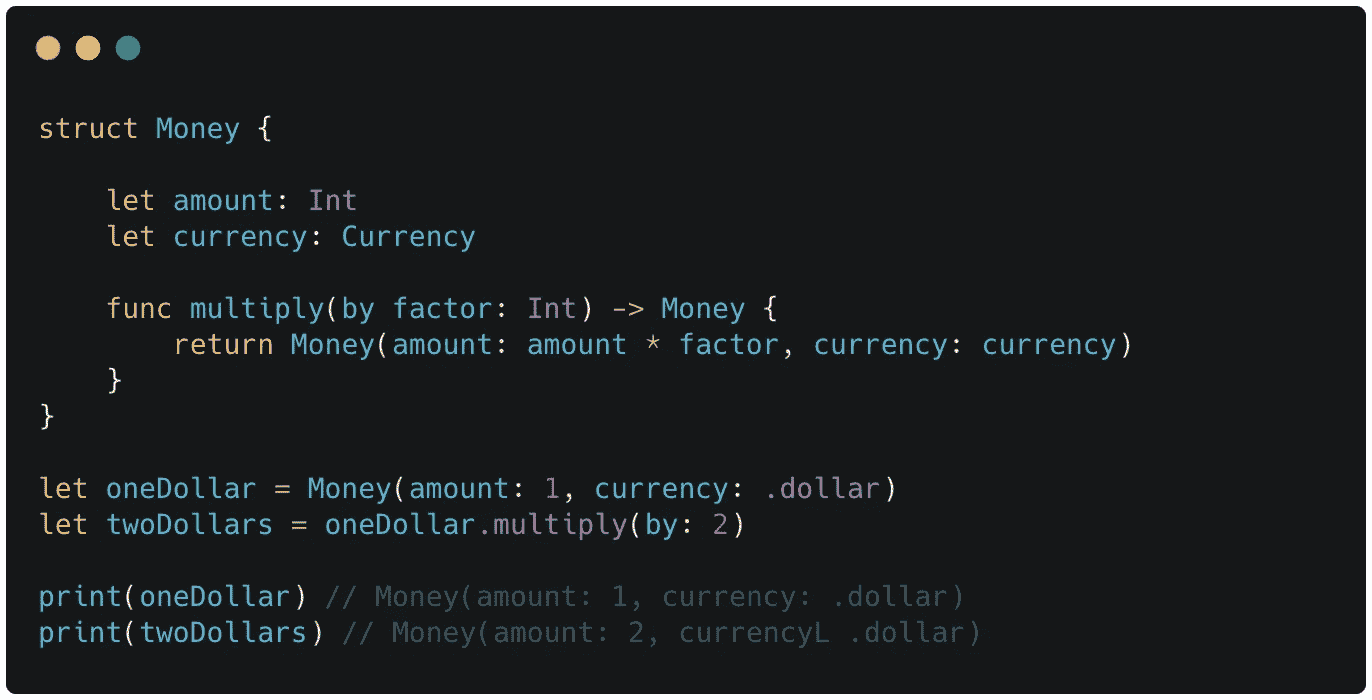 struct Money {
    let amount: Int
    let currency: Currency
    func multiply(by factor: Int) -> Money {
        return Money(amount: amount * factor, currency: currency)
    }
}
let oneDollar = Money(amount: 1, currency: .dollar)
let twoDollars = oneDollar.multiply(by: 2)
print(oneDollar) // Money(amount: 1, currency: .dollar)
print(twoDollars) // Money(amount: 2, currencyL .dollar)